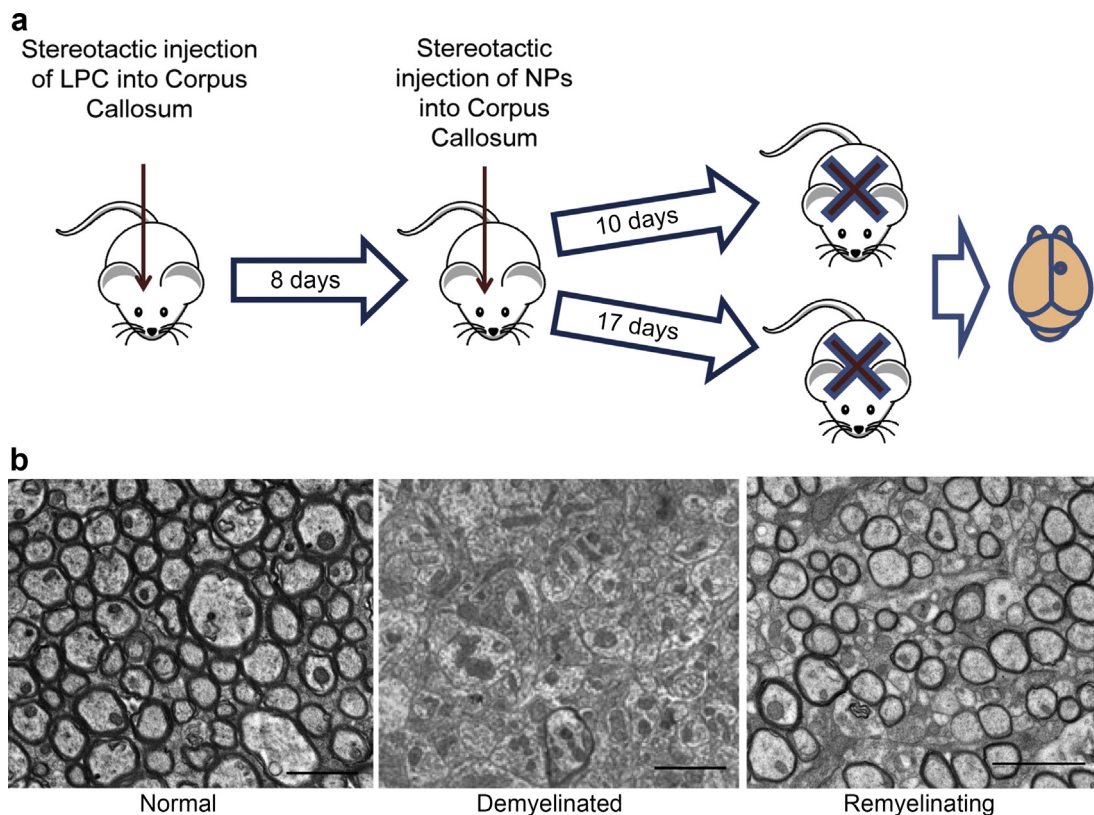 a
Stereotactic injection
of LPC into Corpus
Callosum
Stereotactic
injection of NPs
into Corpus
Callosum
8 days
10 days
17 days
b
Normal
Demyelinated
Remyelinating